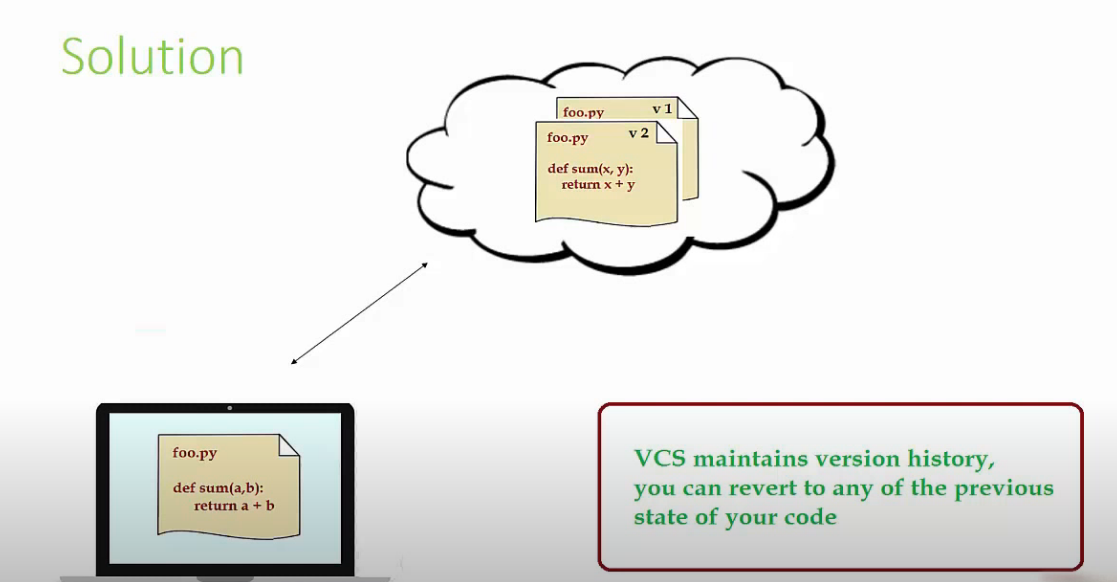 Solution
foo.py v 1
foo.py v 2
def sum(x, y):
return x + y
foo.py
def sum(a,b):
return a + b
VCS maintains version history,
you can revert to any of the previous
state of your code